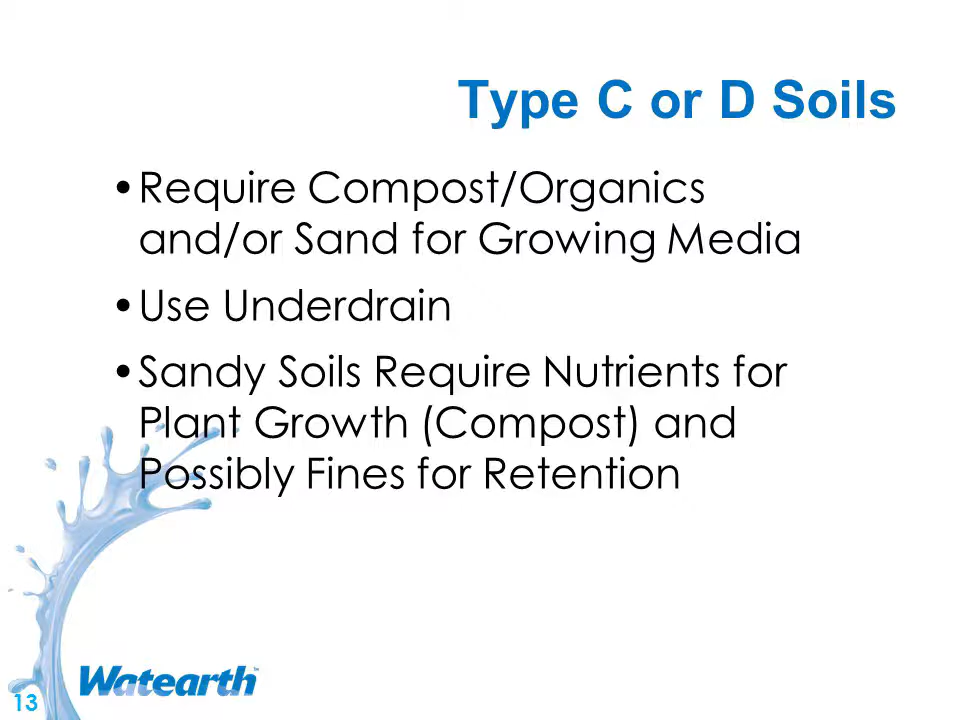 Type C or D Soils
•Require Compost/Organics
and/or Sand for Growing Media
•Use Underdrain
•Sandy Soils Require Nutrients for
Plant Growth (Compost) and
Possibly Fines for Retention
Watearth™
13